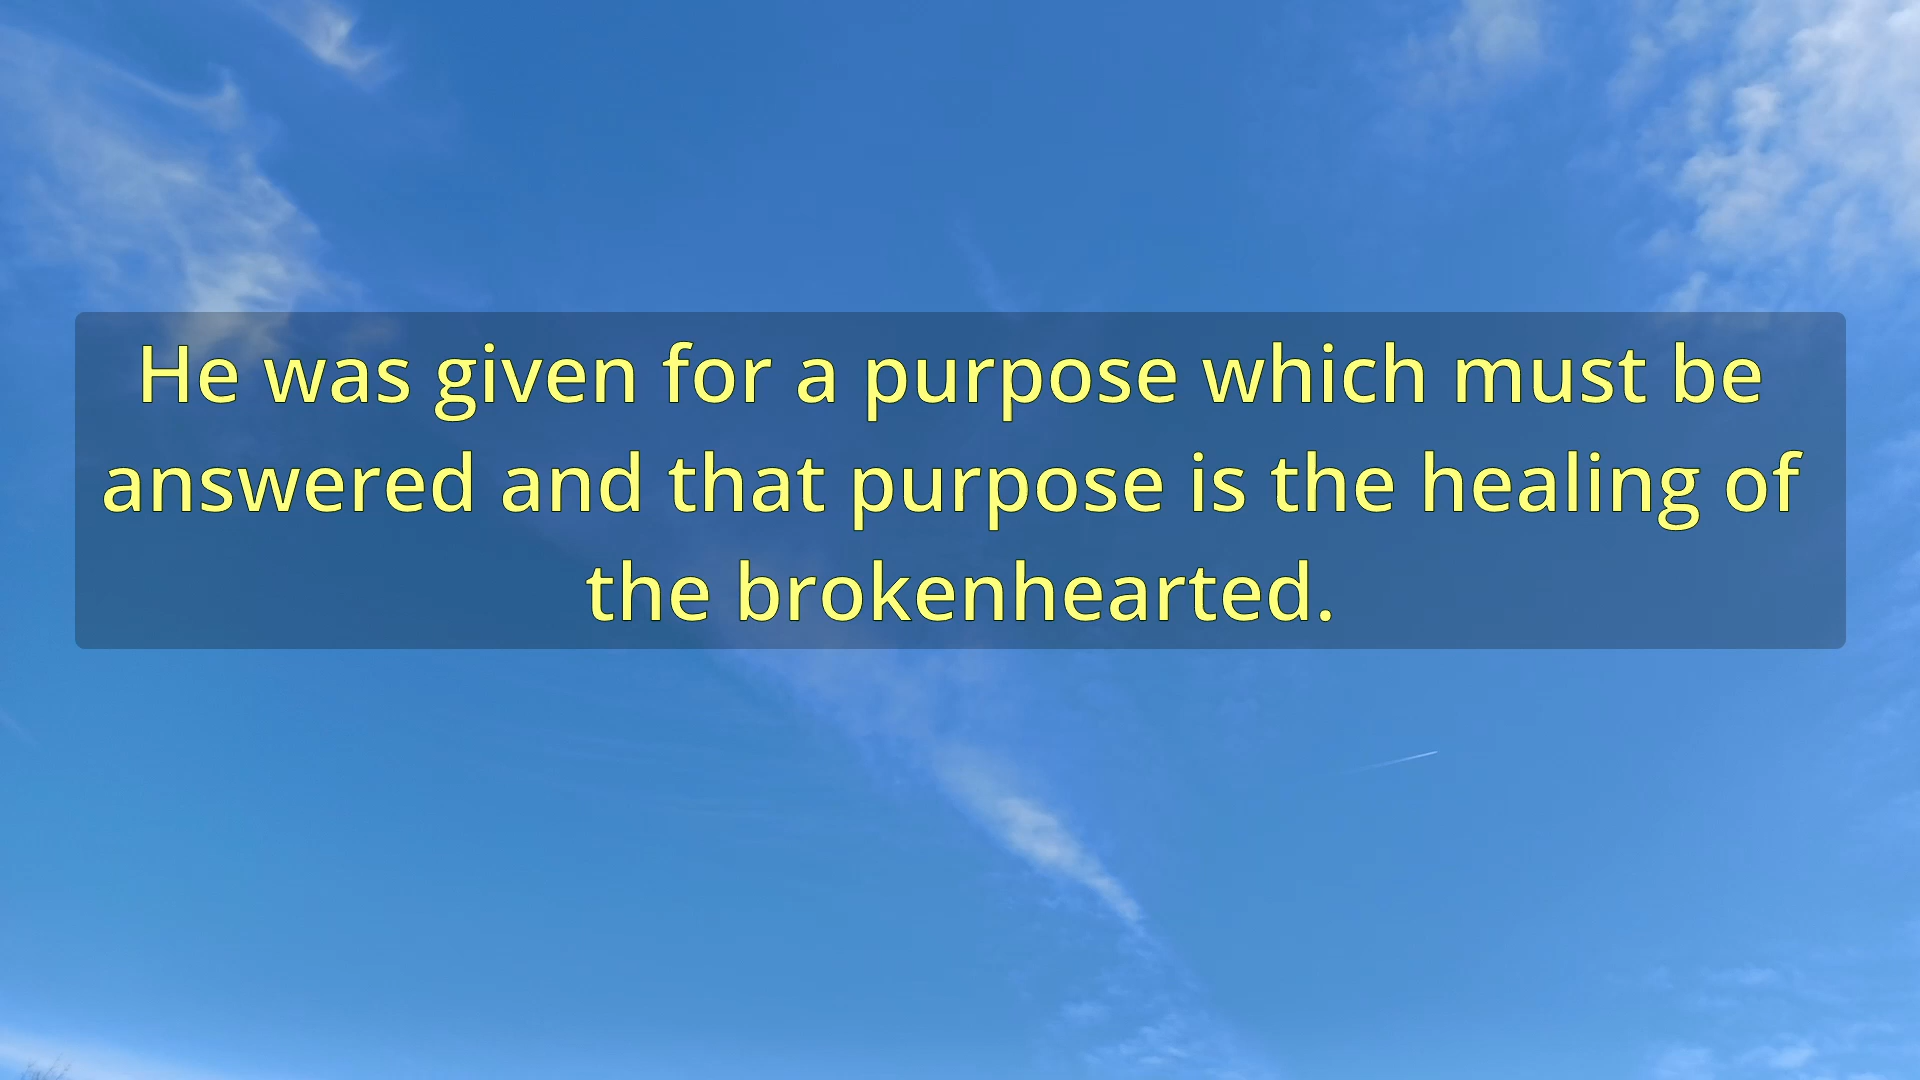 He was given for a purpose which must be
answered and that purpose is the healing of
the brokenhearted.